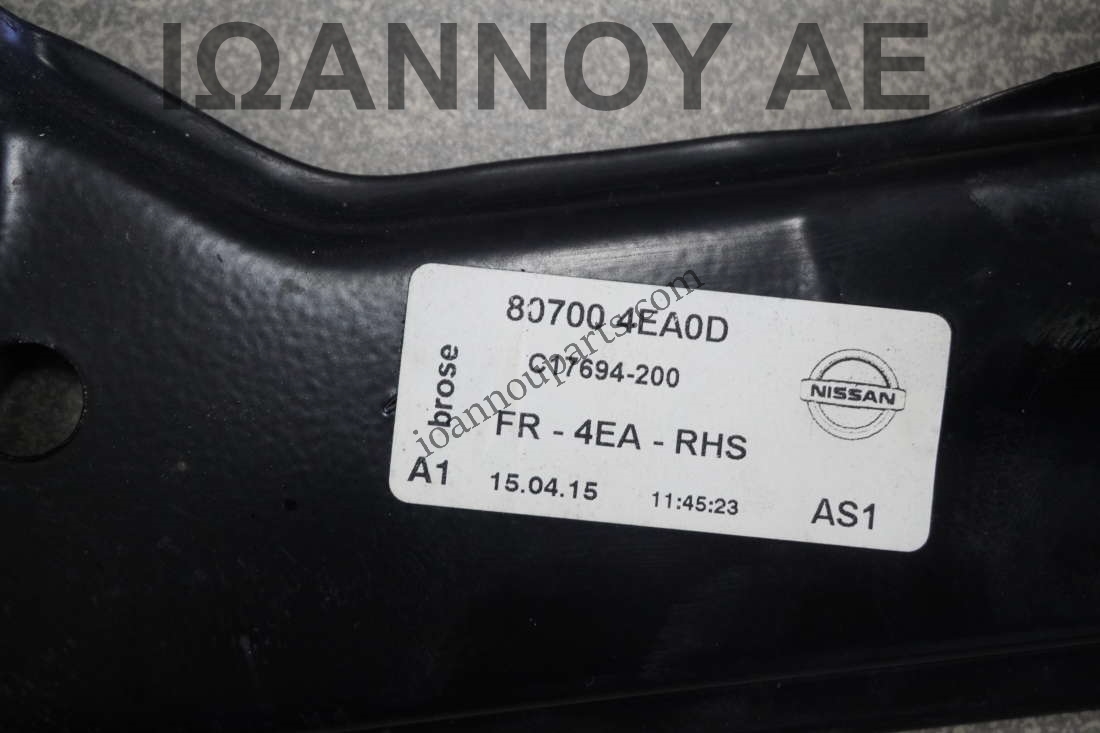 ΙΩΑΝΝΟΥ ΑΕ
80700 4EA0D
C17694-200
brose
FR - 4EA - RHS
NISSAN
A1 15.04.15 11:45:23 AS1
ioannouparts.com